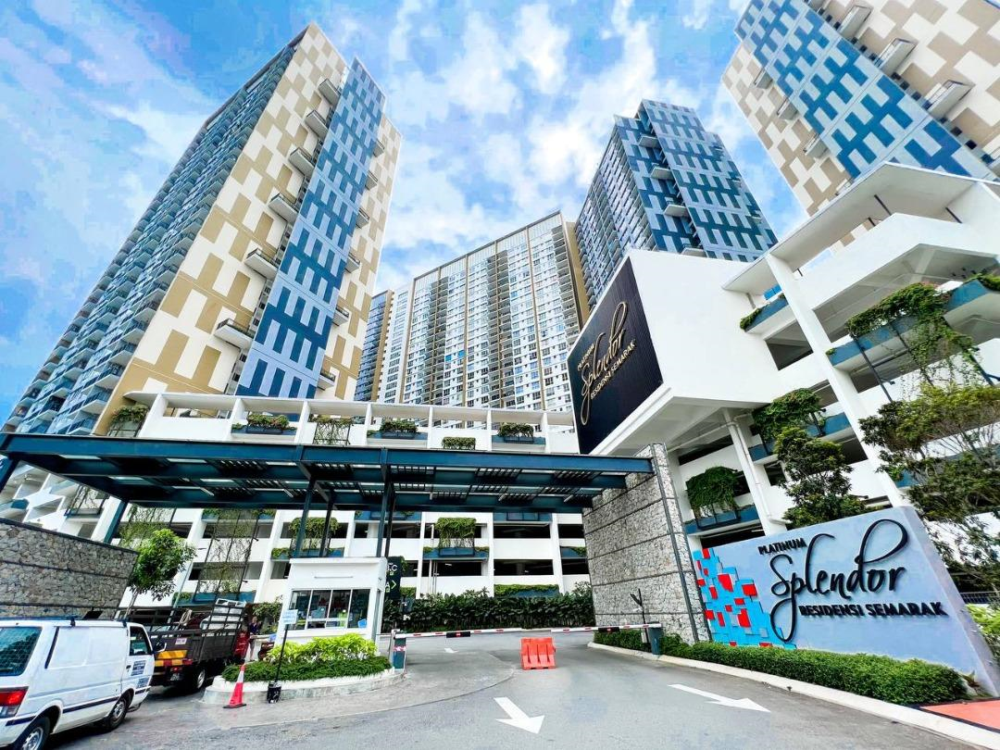 PLATINUM
Splendor
RESIDENSI SEMARAK
PLATINUM
Splendor
RESIDENSI SEMARAK